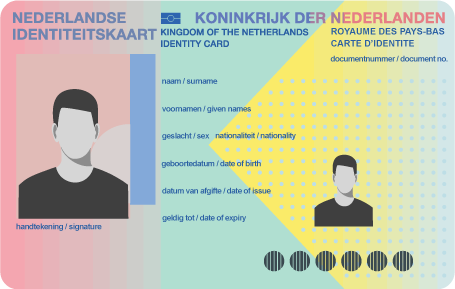 NEDERLANDSE
IDENTITEITSKAART
KONINKRIJK DER NEDERLANDEN
KINGDOM OF THE NETHERLANDS
IDENTITY CARD
ROYAUME DES PAYS-BAS
CARTE D'IDENTITE
documentnummer / document no.
naam / surname
voornamen / given names
geslacht / sex nationaliteit / nationality
geboortedatum / date of birth
datum van afgifte / date of issue
geldig tot / date of expiry
handtekening / signature